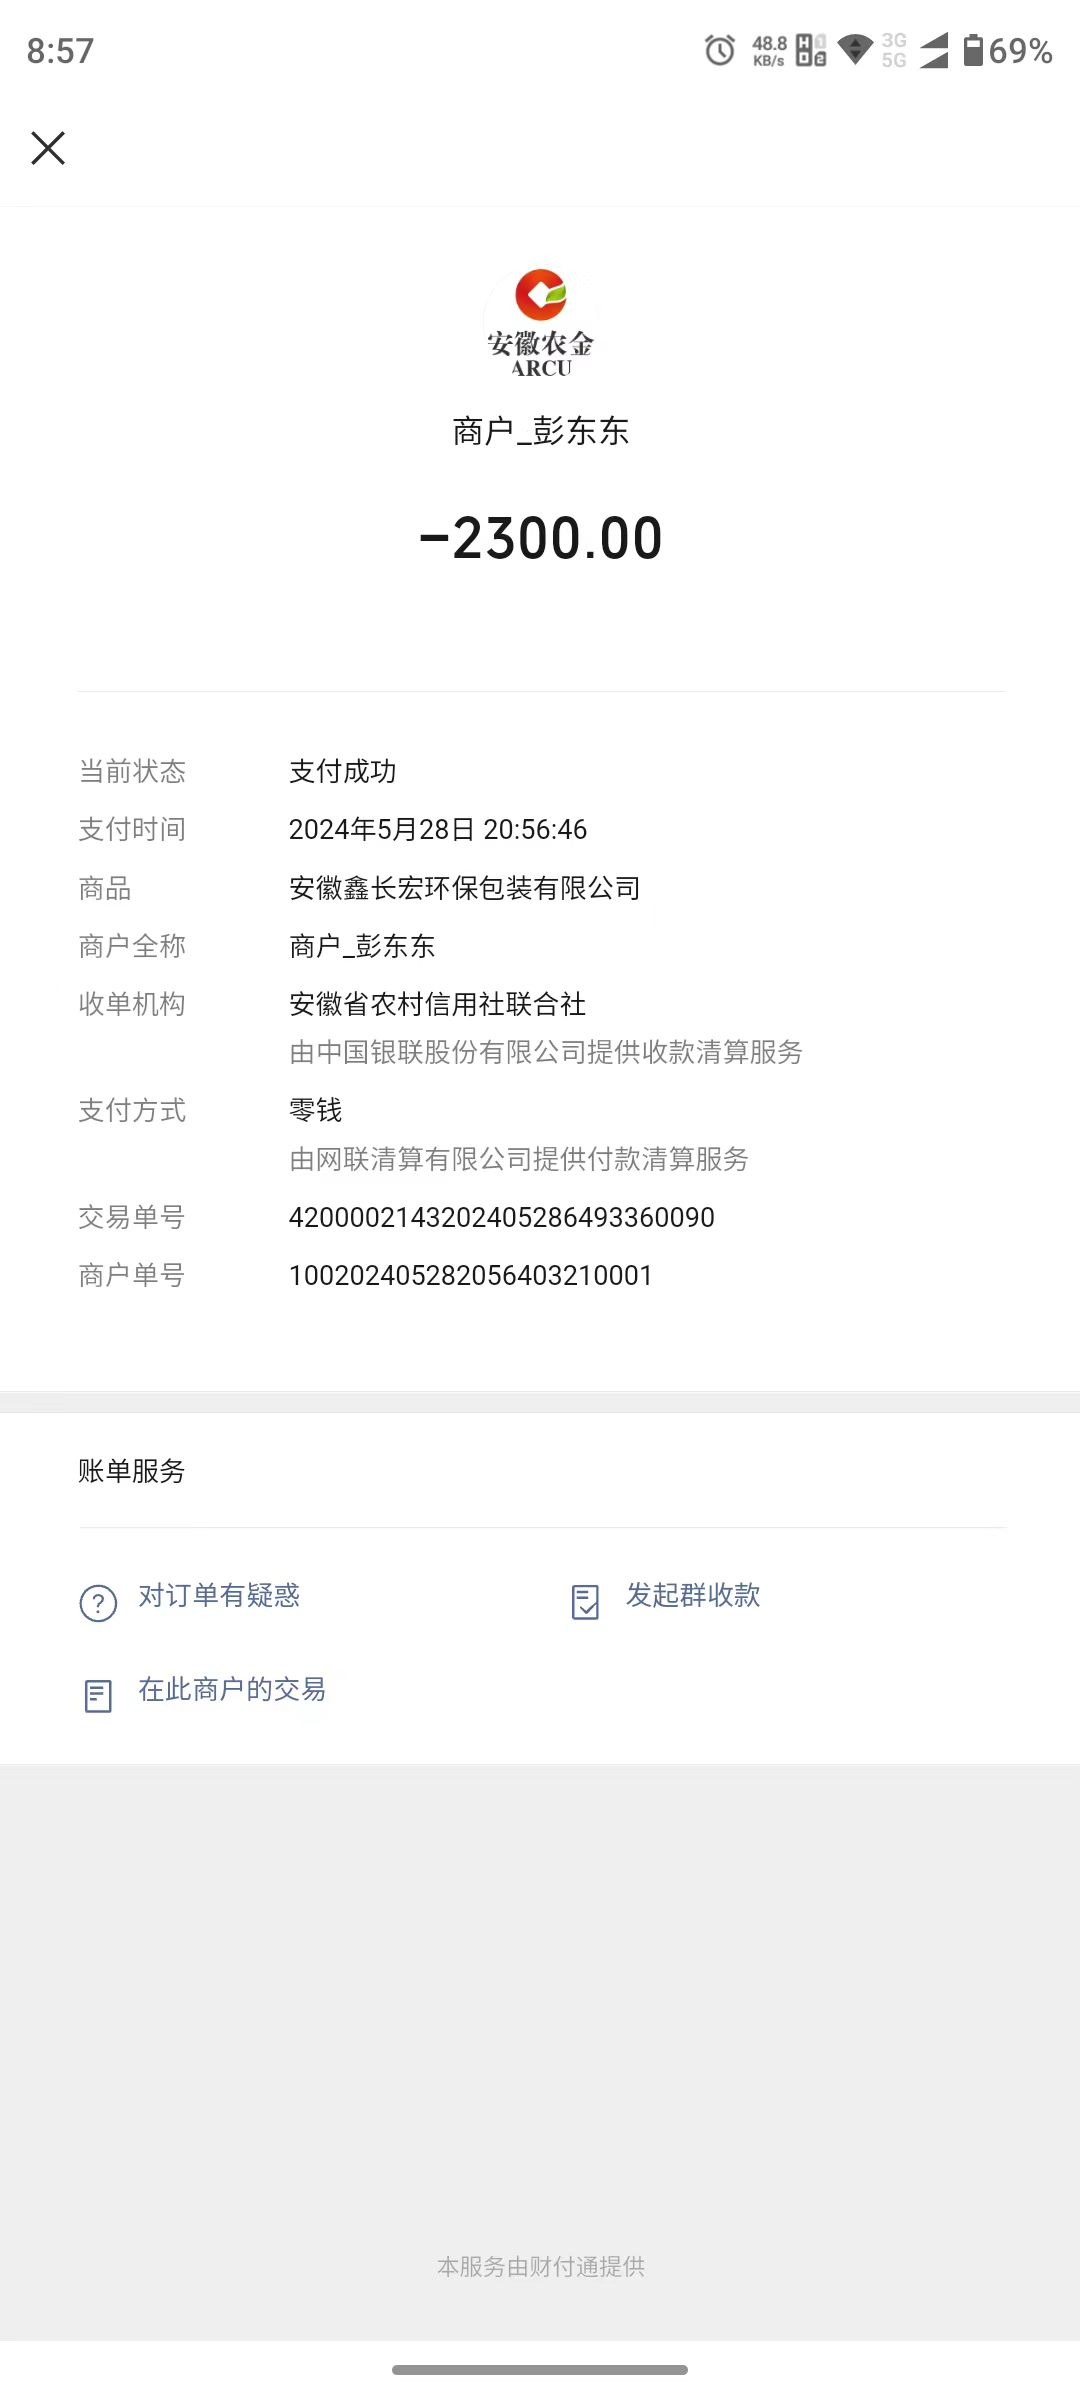 8:57
48.8 KB/s HD 1 2 3G 5G 69%
安徽农金
ARCU
商户_彭东东
-2300.00
当前状态 支付成功
支付时间 2024年5月28日 20:56:46
商品 安徽鑫长宏环保包装有限公司
商户全称 商户_彭东东
收单机构 安徽省农村信用社联合社
由中国银联股份有限公司提供收款清算服务
支付方式 零钱
由网联清算有限公司提供付款清算服务
交易单号 4200002143202405286493360090
商户单号 100202405282056403210001
账单服务
对订单有疑惑 发起群收款
在此商户的交易
本服务由财付通提供